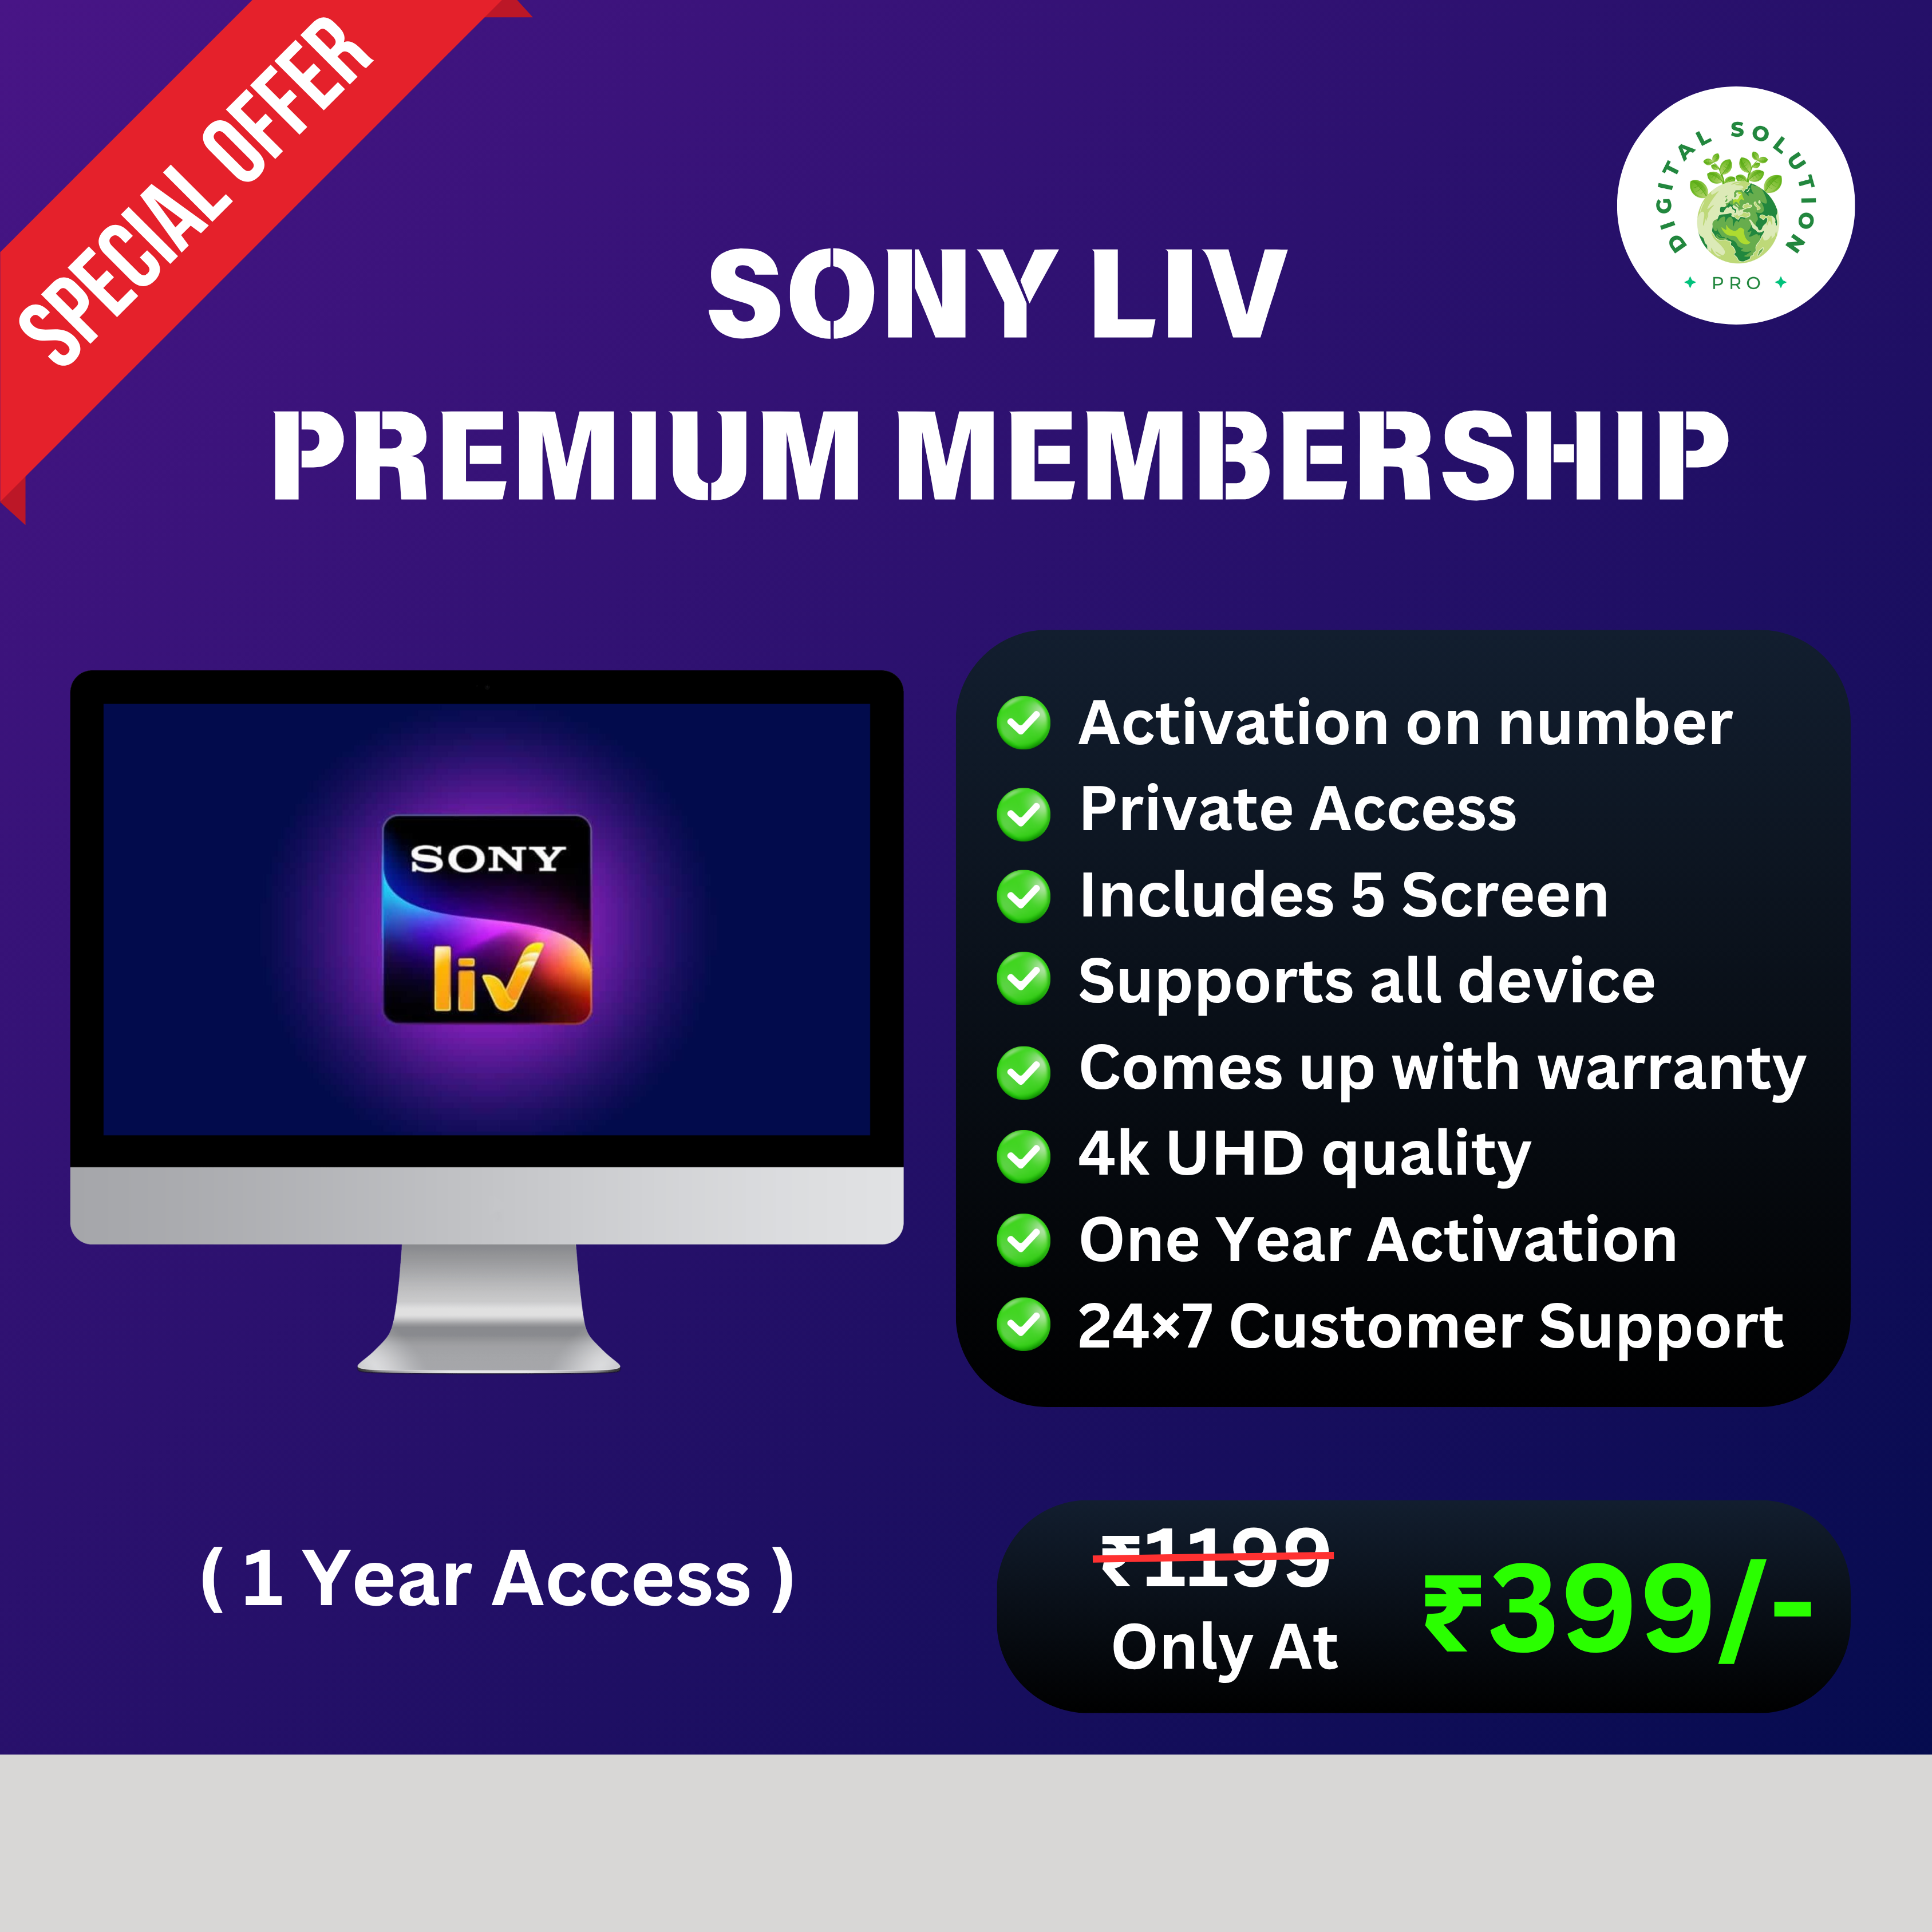 SPECIAL OFFER
DIGITAL SOLUTION
PRO
SONY LIV
PREMIUM MEMBERSHIP
SONY
liv
Activation on number
Private Access
Includes 5 Screen
Supports all device
Comes up with warranty
4k UHD quality
One Year Activation
24×7 Customer Support
( 1 Year Access )
₹1199
Only At
₹399/-